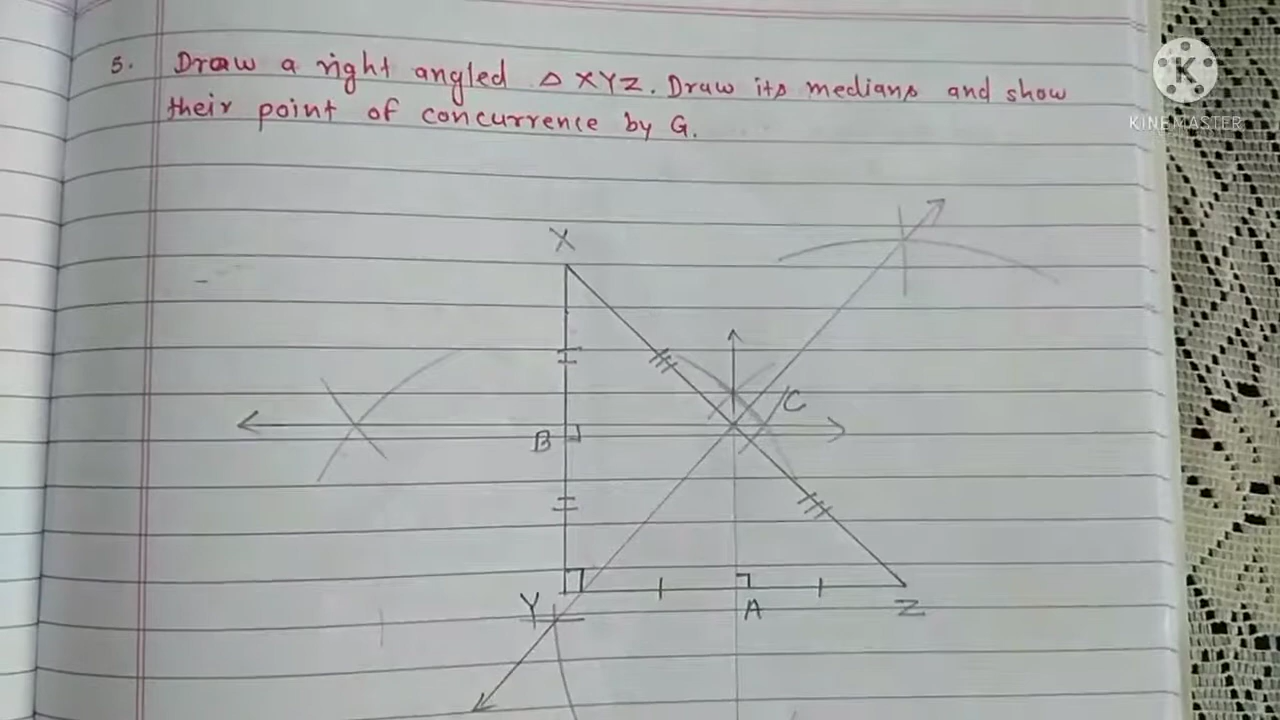 5. Draw a right angled △ XYZ. Draw its medians and show
their point of concurrence by G.
K
KINEMASTER
X
C
B
Y
A
Z